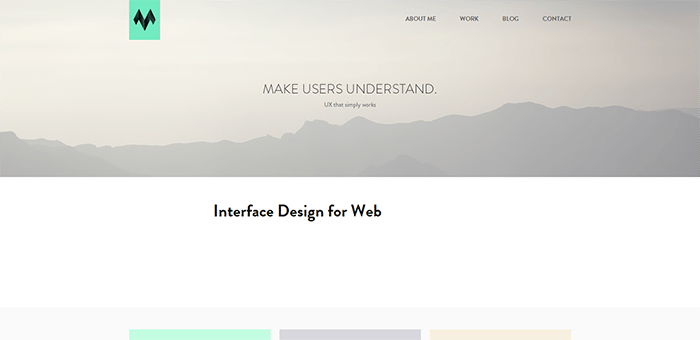 ABOUT ME WORK BLOG CONTACT
MAKE USERS UNDERSTAND.
UX that simply works
Interface Design for Web